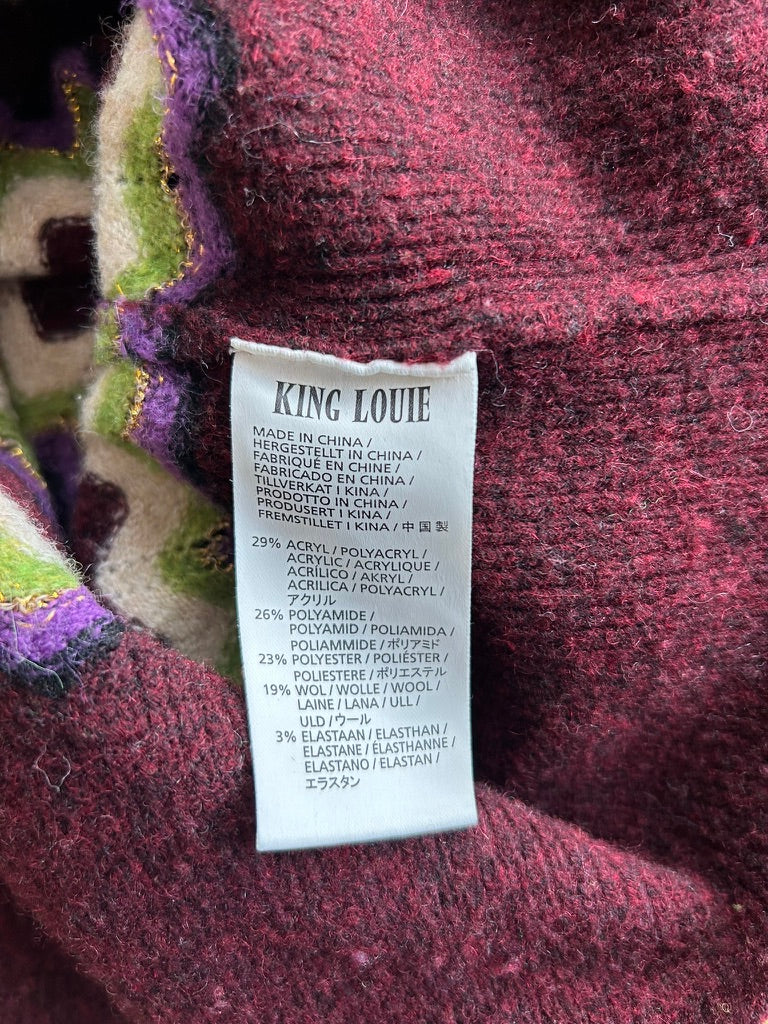 KING LOUIE
MADE IN CHINA /
HERGESTELLT IN CHINA /
FABRIQUÉ EN CHINE /
FABRICADO EN CHINA /
TILLVERKAT I KINA /
PRODOTTO IN CHINA /
PRODUSERT I KINA /
FREMSTILLET I KINA / 中国製
29% ACRYL / POLYACRYL /
ACRYLIC / ACRYLIQUE /
ACRÍLICO / AKRYL /
ACRILICA / POLYACRYL /
アクリル
26% POLYAMIDE /
POLYAMID / POLIAMIDA /
POLIAMMIDE / ポリアミド
23% POLYESTER / POLIÉSTER /
POLIESTERE / ポリエステル
19% WOL / WOLLE / WOOL /
LAINE / LANA / ULL /
ULD / ウール
3% ELASTAAN / ELASTHAN /
ELASTANE / ÉLASTHANNE /
ELASTANO / ELASTAN /
エラスタン